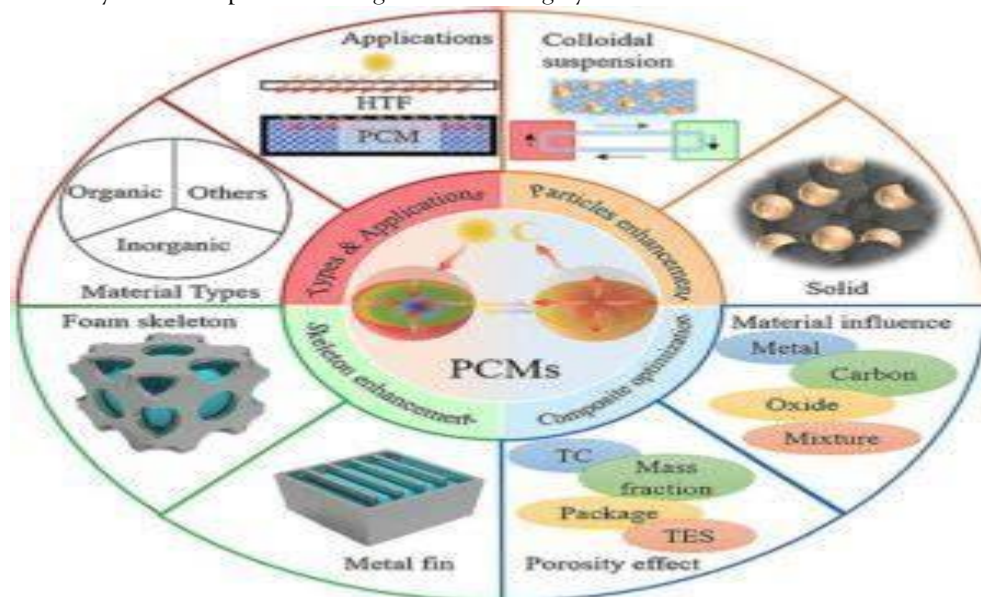 Applications
HTF
PCM
Colloidal
suspension
Organic
Others
Inorganic
Material Types
Types & Applications
Particles enhancement
Solid
Foam skeleton
Skeleton enhancement
PCMs
Composite optimization
Material influence
Metal
Carbon
Oxide
Mixture
Metal fin
TC
Mass
fraction
Package
TES
Porosity effect